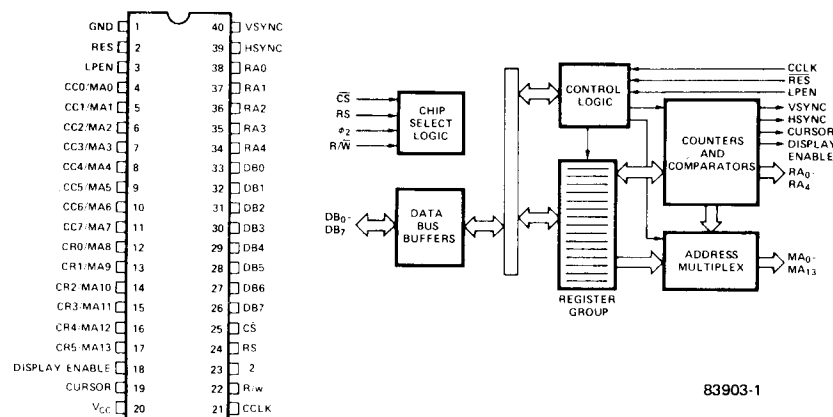 GND 1 40 VSYNC
RES 2 39 HSYNC
LPEN 3 38 RA0
CC0/MA0 4 37 RA1
CC1/MA1 5 36 RA2
CC2/MA2 6 35 RA3
CC3/MA3 7 34 RA4
CC4/MA4 8 33 DB0
CC5/MA5 9 32 DB1
CC6/MA6 10 31 DB2
CC7/MA7 11 30 DB3
CR0/MA8 12 29 DB4
CR1/MA9 13 28 DB5
CR2/MA10 14 27 DB6
CR3/MA11 15 26 DB7
CR4/MA12 16 25 CS
CR5/MA13 17 24 RS
DISPLAY ENABLE 18 23 2
CURSOR 19 22 R/w
VCC 20 21 CCLK
C̅S̅
RS
φ2
R/W̅
CHIP
SELECT
LOGIC
DB0-
DB7
DATA
BUS
BUFFERS
CONTROL
LOGIC
REGISTER
GROUP
COUNTERS
AND
COMPARATORS
ADDRESS
MULTIPLEX
CCLK
R̅E̅S̅
LPEN
VSYNC
HSYNC
CURSOR
DISPLAY
ENABLE
RA0-
RA4
MA0-
MA13
83903-1